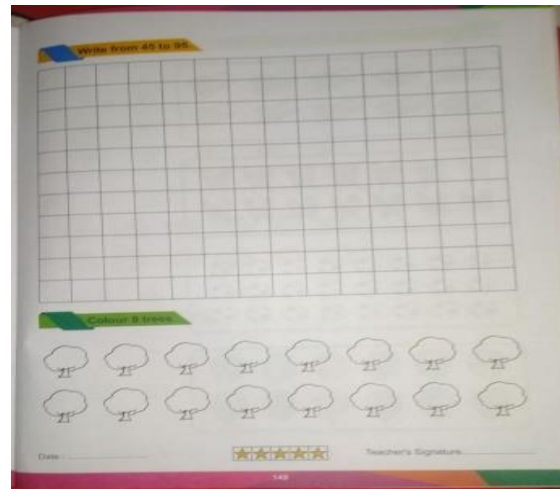 Write from 45 to 95
Colour 8 trees
Date
Teacher's Signature
149